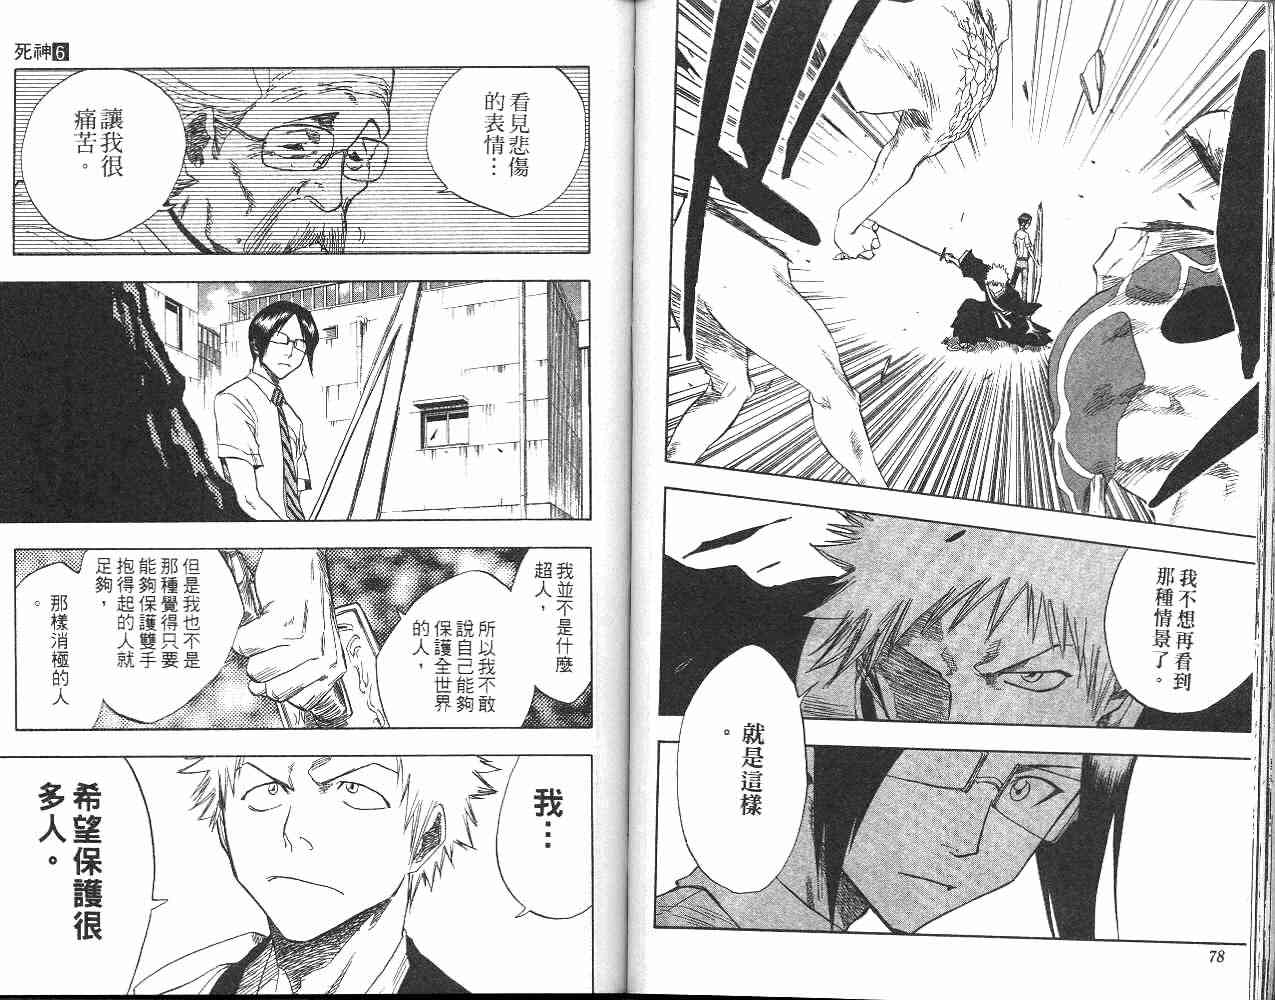 78
我不想再看到
那種情景了。
就是這樣
。
死神6
看見悲傷
的表情…
讓我很
痛苦。
我並不是什麼
超人，
所以我不敢
說自己能夠
保護全世界
的人，
但是我也不是
那種覺得只要
能夠保護雙手
抱得起的人就
足夠，
那樣消極的人
。
我…
希望保護很
多人。